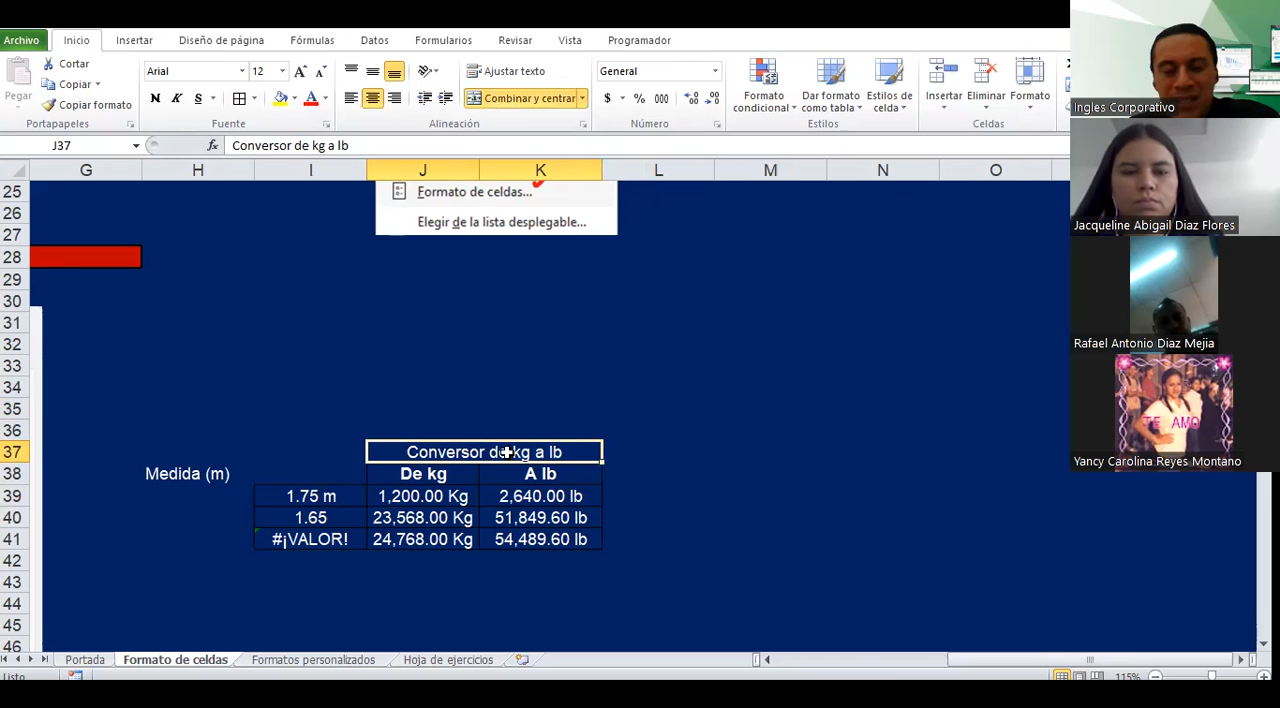 Archivo Inicio Insertar Diseño de página Fórmulas Datos Formularios Revisar Vista Programador
Pegar
Cortar
Copiar
Copiar formato
Portapapeles
Arial 12
N K S
Fuente
Ajustar texto
Combinar y centrar
Alineación
General
$ % 000
Número
Formato condicional
Dar formato como tabla
Estilos de celda
Estilos
Insertar Eliminar Formato
Celdas
J37 fx Conversor de kg a lb
G H I J K L M N O
25
26
27
28
29
30
31
32
33
34
35
36
37
38
39
40
41
42
43
44
45
46
Formato de celdas...
Elegir de la lista desplegable...
Conversor de kg a lb
Medida (m) De kg A lb
1.75 m 1,200.00 Kg 2,640.00 lb
1.65 23,568.00 Kg 51,849.60 lb
#¡VALOR! 24,768.00 Kg 54,489.60 lb
Portada Formato de celdas Formatos personalizados Hoja de ejercicios
Listo 115%
Ingles Corporativo
Jacqueline Abigail Diaz Flores
Rafael Antonio Diaz Mejia
TE AMO
Yancy Carolina Reyes Montano